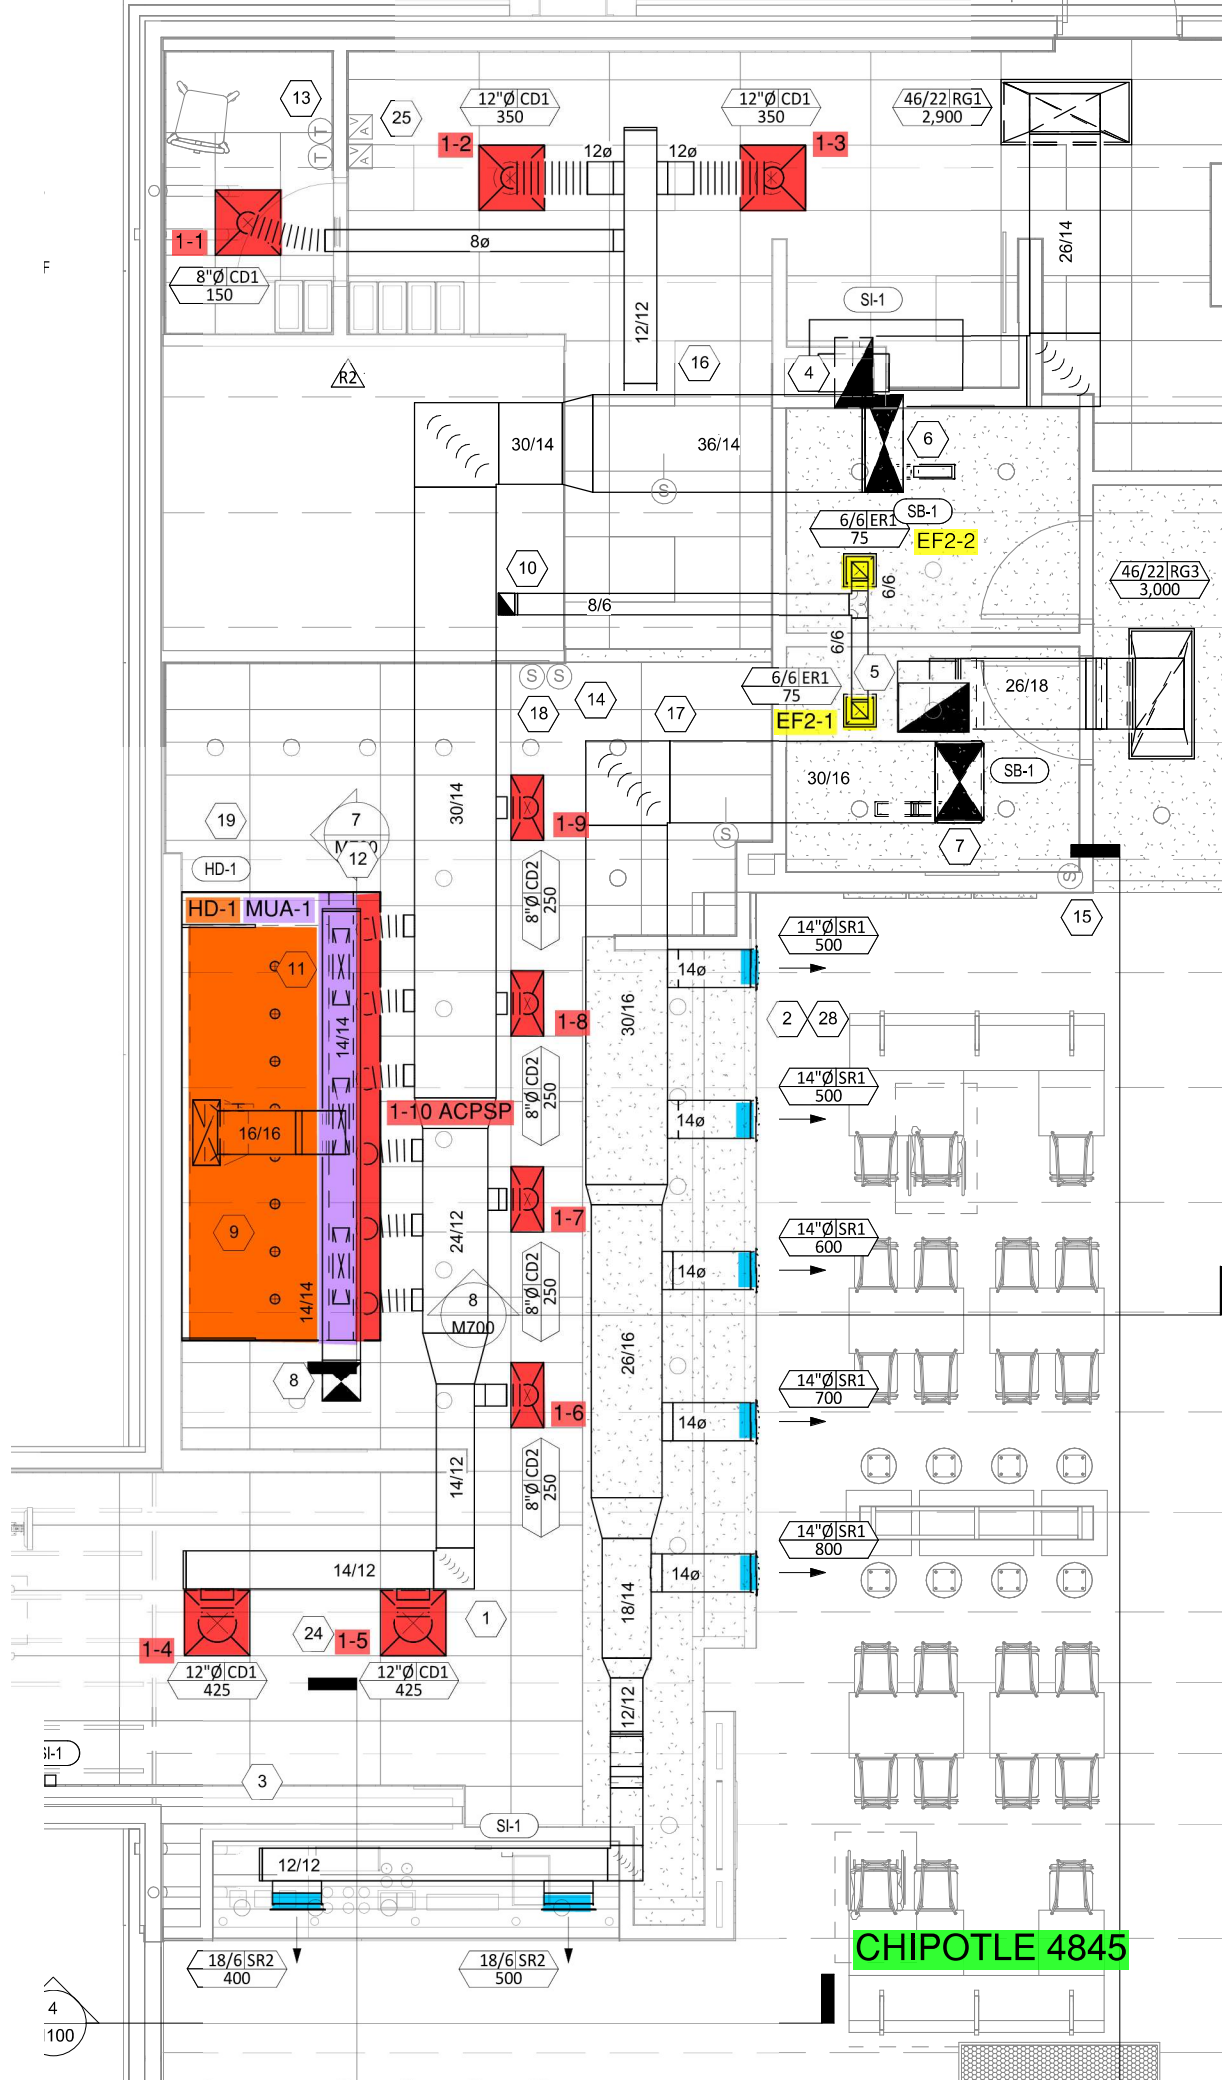 13
25
12"Ø CD1
350
12"Ø CD1
350
46/22 RG1
2,900
T
T
V
A
V
A
1-2
12ø
12ø
1-3
1-1
8ø
26/14
F
8"Ø CD1
150
SI-1
12/12
R2
16
4
30/14
36/14
6
S
6/6 ER1
75
SB-1
EF2-2
10
46/22 RG3
3,000
8/6
6/6
6/6
S
S
14
6/6 ER1
75
5
26/18
18
17
EF2-1
30/14
30/16
SB-1
19
7
12
1-9
S
7
HD-1
S
8"Ø CD2
250
HD-1
MUA-1
15
14"Ø SR1
500
11
14ø
30/16
1-8
2
28
14/14
8"Ø CD2
250
14"Ø SR1
500
1-10 ACPSP
14ø
16/16
1-7
9
24/12
14"Ø SR1
600
8"Ø CD2
250
14ø
14/14
8
M700
26/16
8
14"Ø SR1
700
1-6
14ø
14/12
8"Ø CD2
250
14"Ø SR1
800
14/12
14ø
18/14
1
24
1-4
1-5
12"Ø CD1
425
12"Ø CD1
425
12/12
SI-1
3
SI-1
12/12
18/6 SR2
400
18/6 SR2
500
CHIPOTLE 4845
4
100